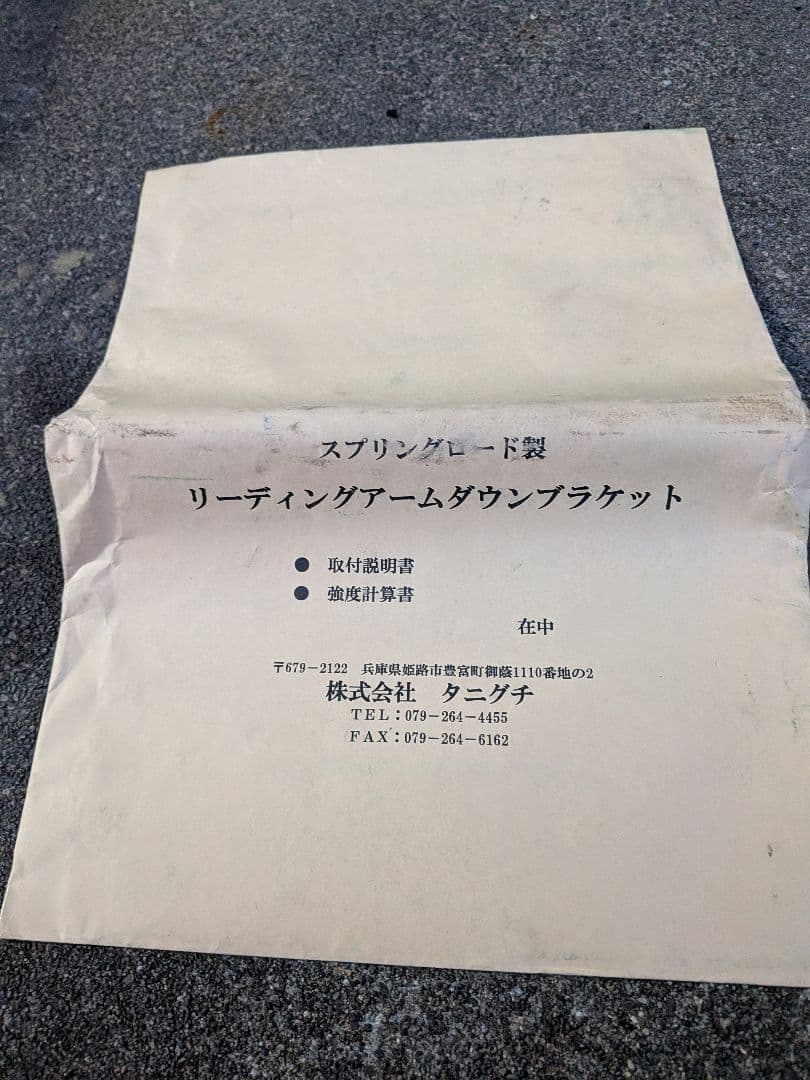 スプリングロード製
リーディングアームダウンブラケット
● 取付説明書
● 強度計算書
在中
〒679-2122 兵庫県姫路市豊富町御蔭1110番地の2
株式会社 タニグチ
TEL:079-264-4455
FAX:079-264-6162